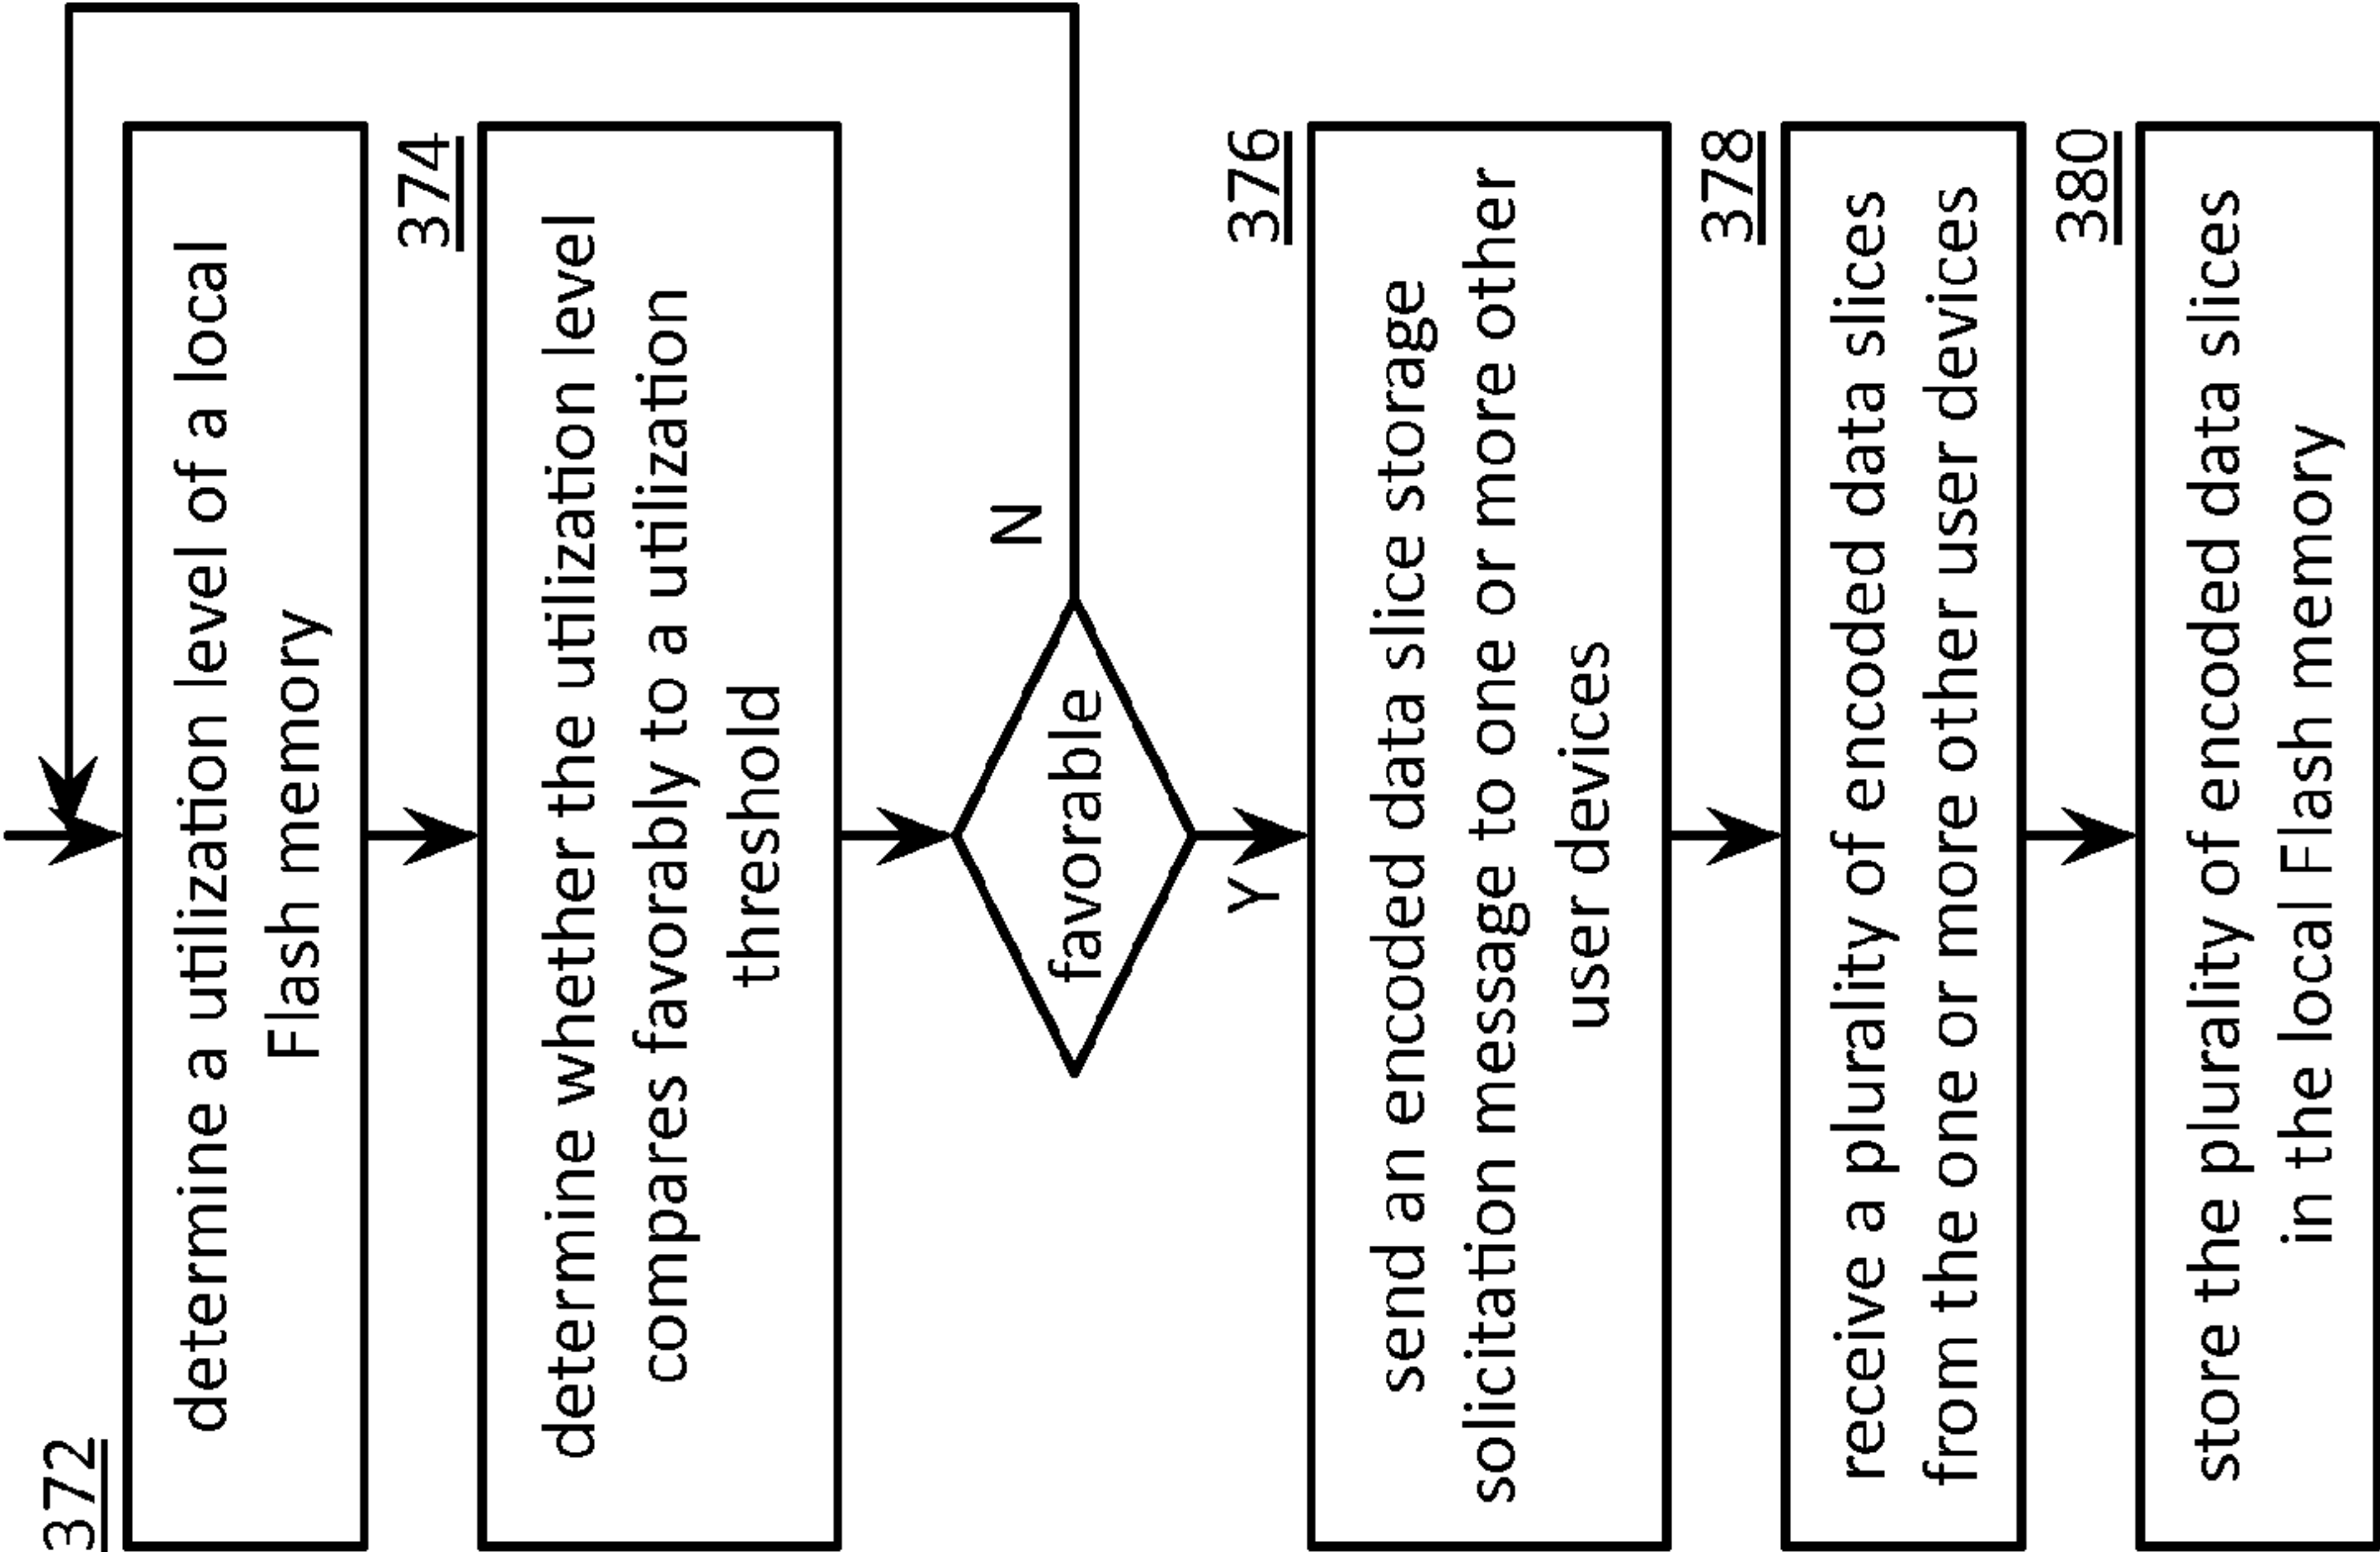 372
determine a utilization level of a local
Flash memory
374
determine whether the utilization level
compares favorably to a utilization
threshold
favorable
N
Y
376
send an encoded data slice storage
solicitation message to one or more other
user devices
378
receive a plurality of encoded data slices
from the one or more other user devices
380
store the plurality of encoded data slices
in the local Flash memory